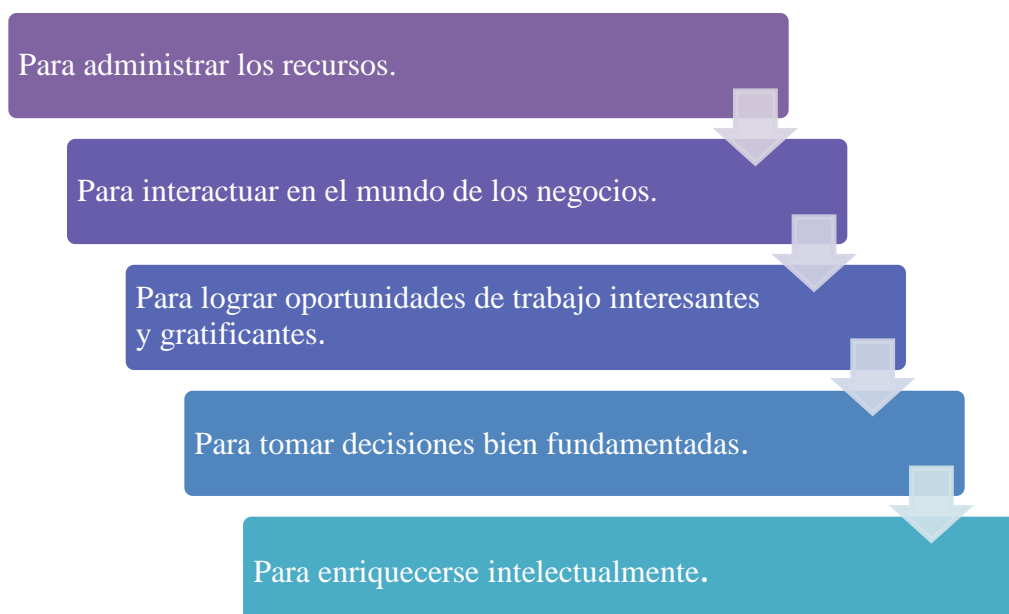 Para administrar los recursos.
Para interactuar en el mundo de los negocios.
Para lograr oportunidades de trabajo interesantes
y gratificantes.
Para tomar decisiones bien fundamentadas.
Para enriquecerse intelectualmente.